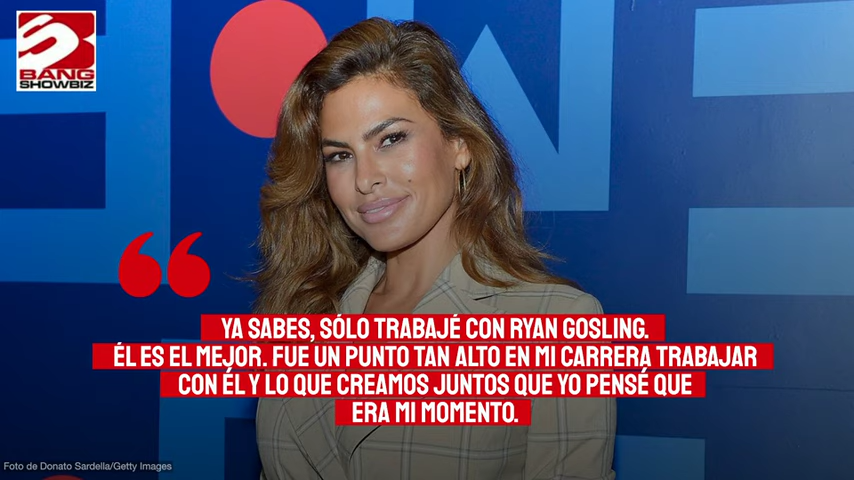 BANG
SHOWBIZ
“
YA SABES, SÓLO TRABAJÉ CON RYAN GOSLING.
ÉL ES EL MEJOR. FUE UN PUNTO TAN ALTO EN MI CARRERA TRABAJAR
CON ÉL Y LO QUE CREAMOS JUNTOS QUE YO PENSÉ QUE
ERA MI MOMENTO.
Foto de Donato Sardella/Getty Images